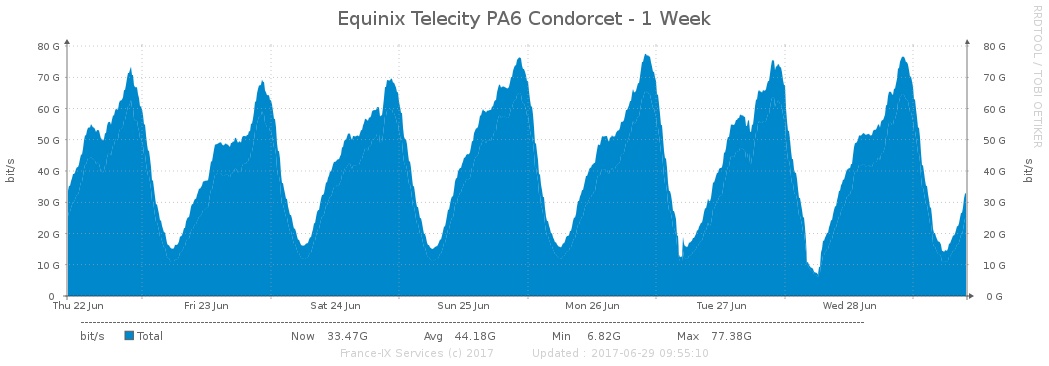 Equinix Telecity PA6 Condorcet - 1 Week
RRDTOOL / TOBI OETIKER
bit/s
bit/s
80 G 80 G
70 G 70 G
60 G 60 G
50 G 50 G
40 G 40 G
30 G 30 G
20 G 20 G
10 G 10 G
0 0 G
Thu 22 Jun Fri 23 Jun Sat 24 Jun Sun 25 Jun Mon 26 Jun Tue 27 Jun Wed 28 Jun
bit/s Total Now 33.47G Avg 44.18G Min 6.82G Max 77.38G
France-IX Services (c) 2017 Updated : 2017-06-29 09:55:10